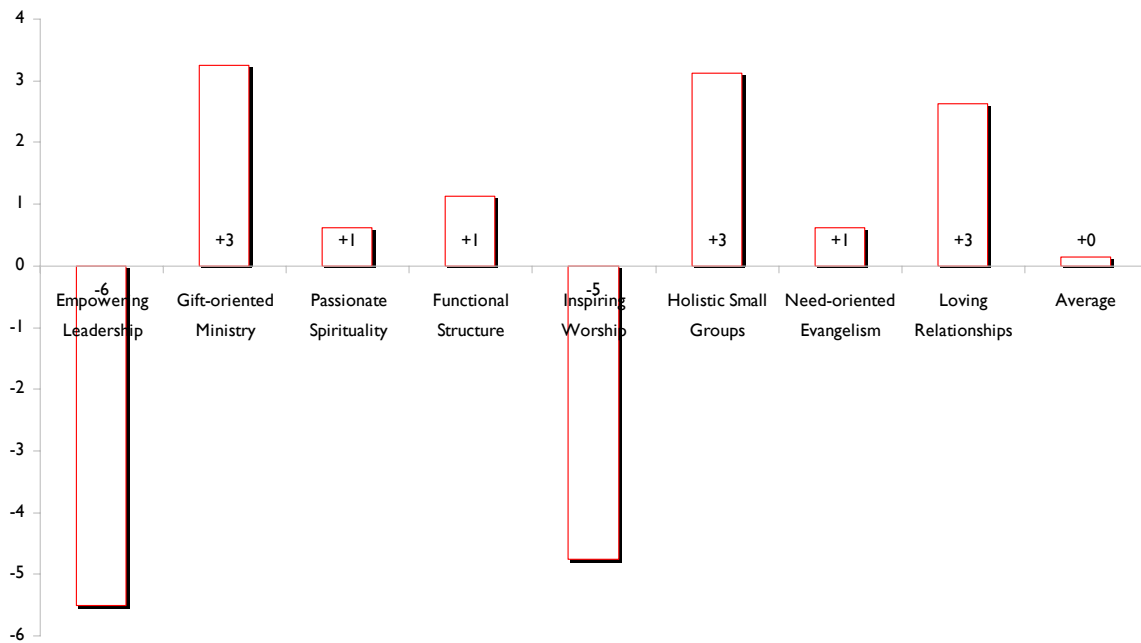 4
3
2
1
0
-1
-2
-3
-4
-5
-6
+3
+1
+1
+3
+1
+3
+0
-6
-5
Empowering Leadership
Gift-oriented Ministry
Passionate Spirituality
Functional Structure
Inspiring Worship
Holistic Small Groups
Need-oriented Evangelism
Loving Relationships
Average